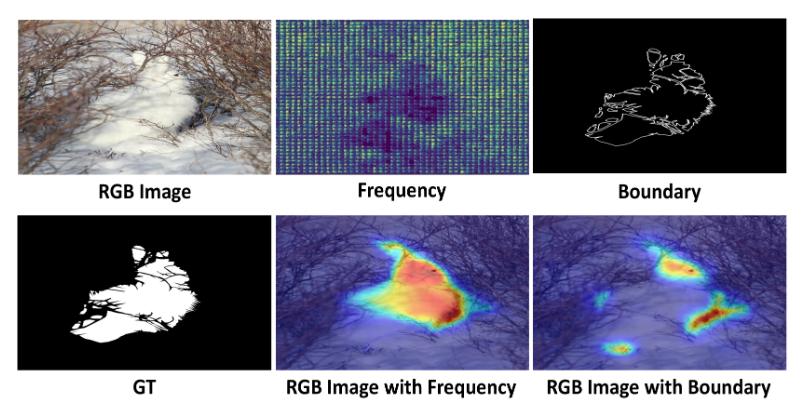 RGB Image
Frequency
Boundary
GT
RGB Image with Frequency
RGB Image with Boundary